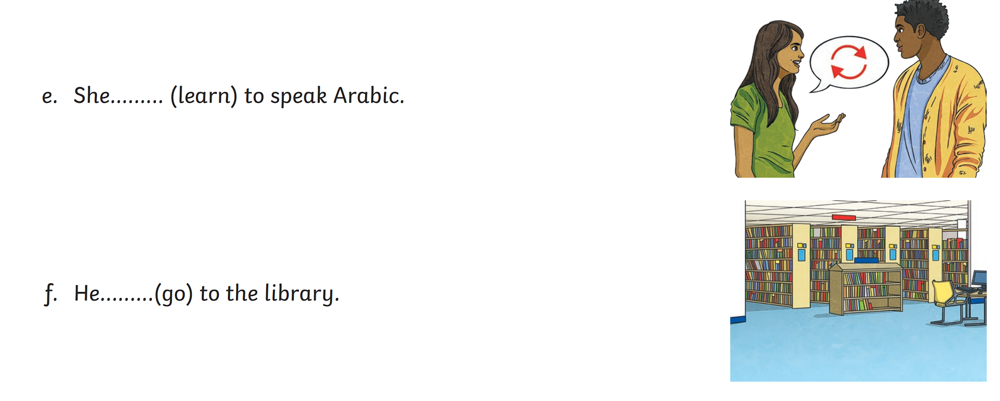 e. She......... (learn) to speak Arabic.
f. He.........(go) to the library.